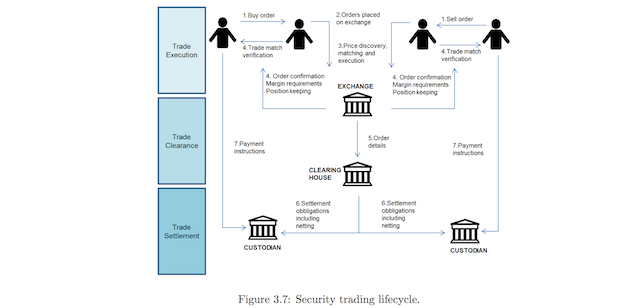 Trade
Execution
1.Buy order
2.Orders placed
on exchange
1.Sell order
4.Trade match
verification
3.Price discovery,
matching and
execution
4.Trade match
verification
4. Order confirmation
Margin requirements
Position keeping
EXCHANGE
4. Order confirmation
Margin requirements
Position keeping
Trade
Clearance
5.Order
details
7.Payment
instructions
7.Payment
instructions
CLEARING
HOUSE
Trade
Settlement
6.Settlement
obbligations
including
netting
6.Settlement
obbligations
including
netting
CUSTODIAN
CUSTODIAN
Figure 3.7: Security trading lifecycle.